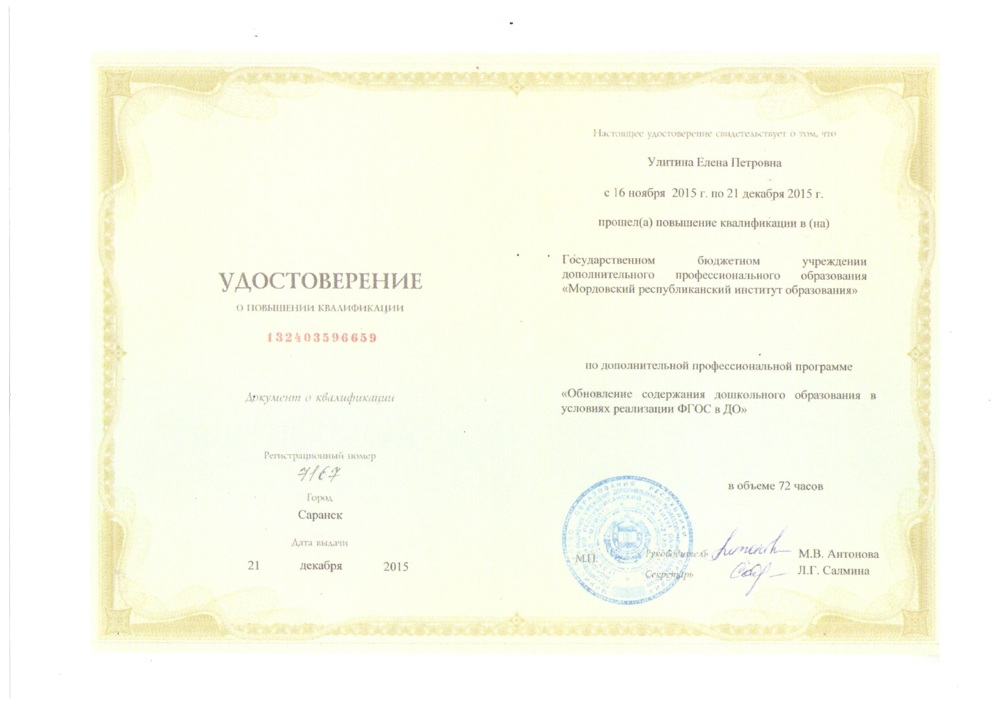 УДОСТОВЕРЕНИЕ
О ПОВЫШЕНИИ КВАЛИФИКАЦИИ
132403596659
Документ о квалификации
Регистрационный номер
7167
Город
Саранск
Дата выдачи
21 декабря 2015
Настоящее удостоверение свидетельствует о том, что
Улитина Елена Петровна
с 16 ноября 2015 г. по 21 декабря 2015 г.
прошел(а) повышение квалификации в (на)
Государственном бюджетном учреждении
дополнительного профессионального образования
«Мордовский республиканский институт образования»
по дополнительной профессиональной программе
«Обновление содержания дошкольного образования в
условиях реализации ФГОС в ДО»
в объеме 72 часов
М.П. Руководитель М.В. Антонова
Секретарь Л.Г. Салмина
ОБРАЗОВАНИЯ РЕСПУБЛИКИ